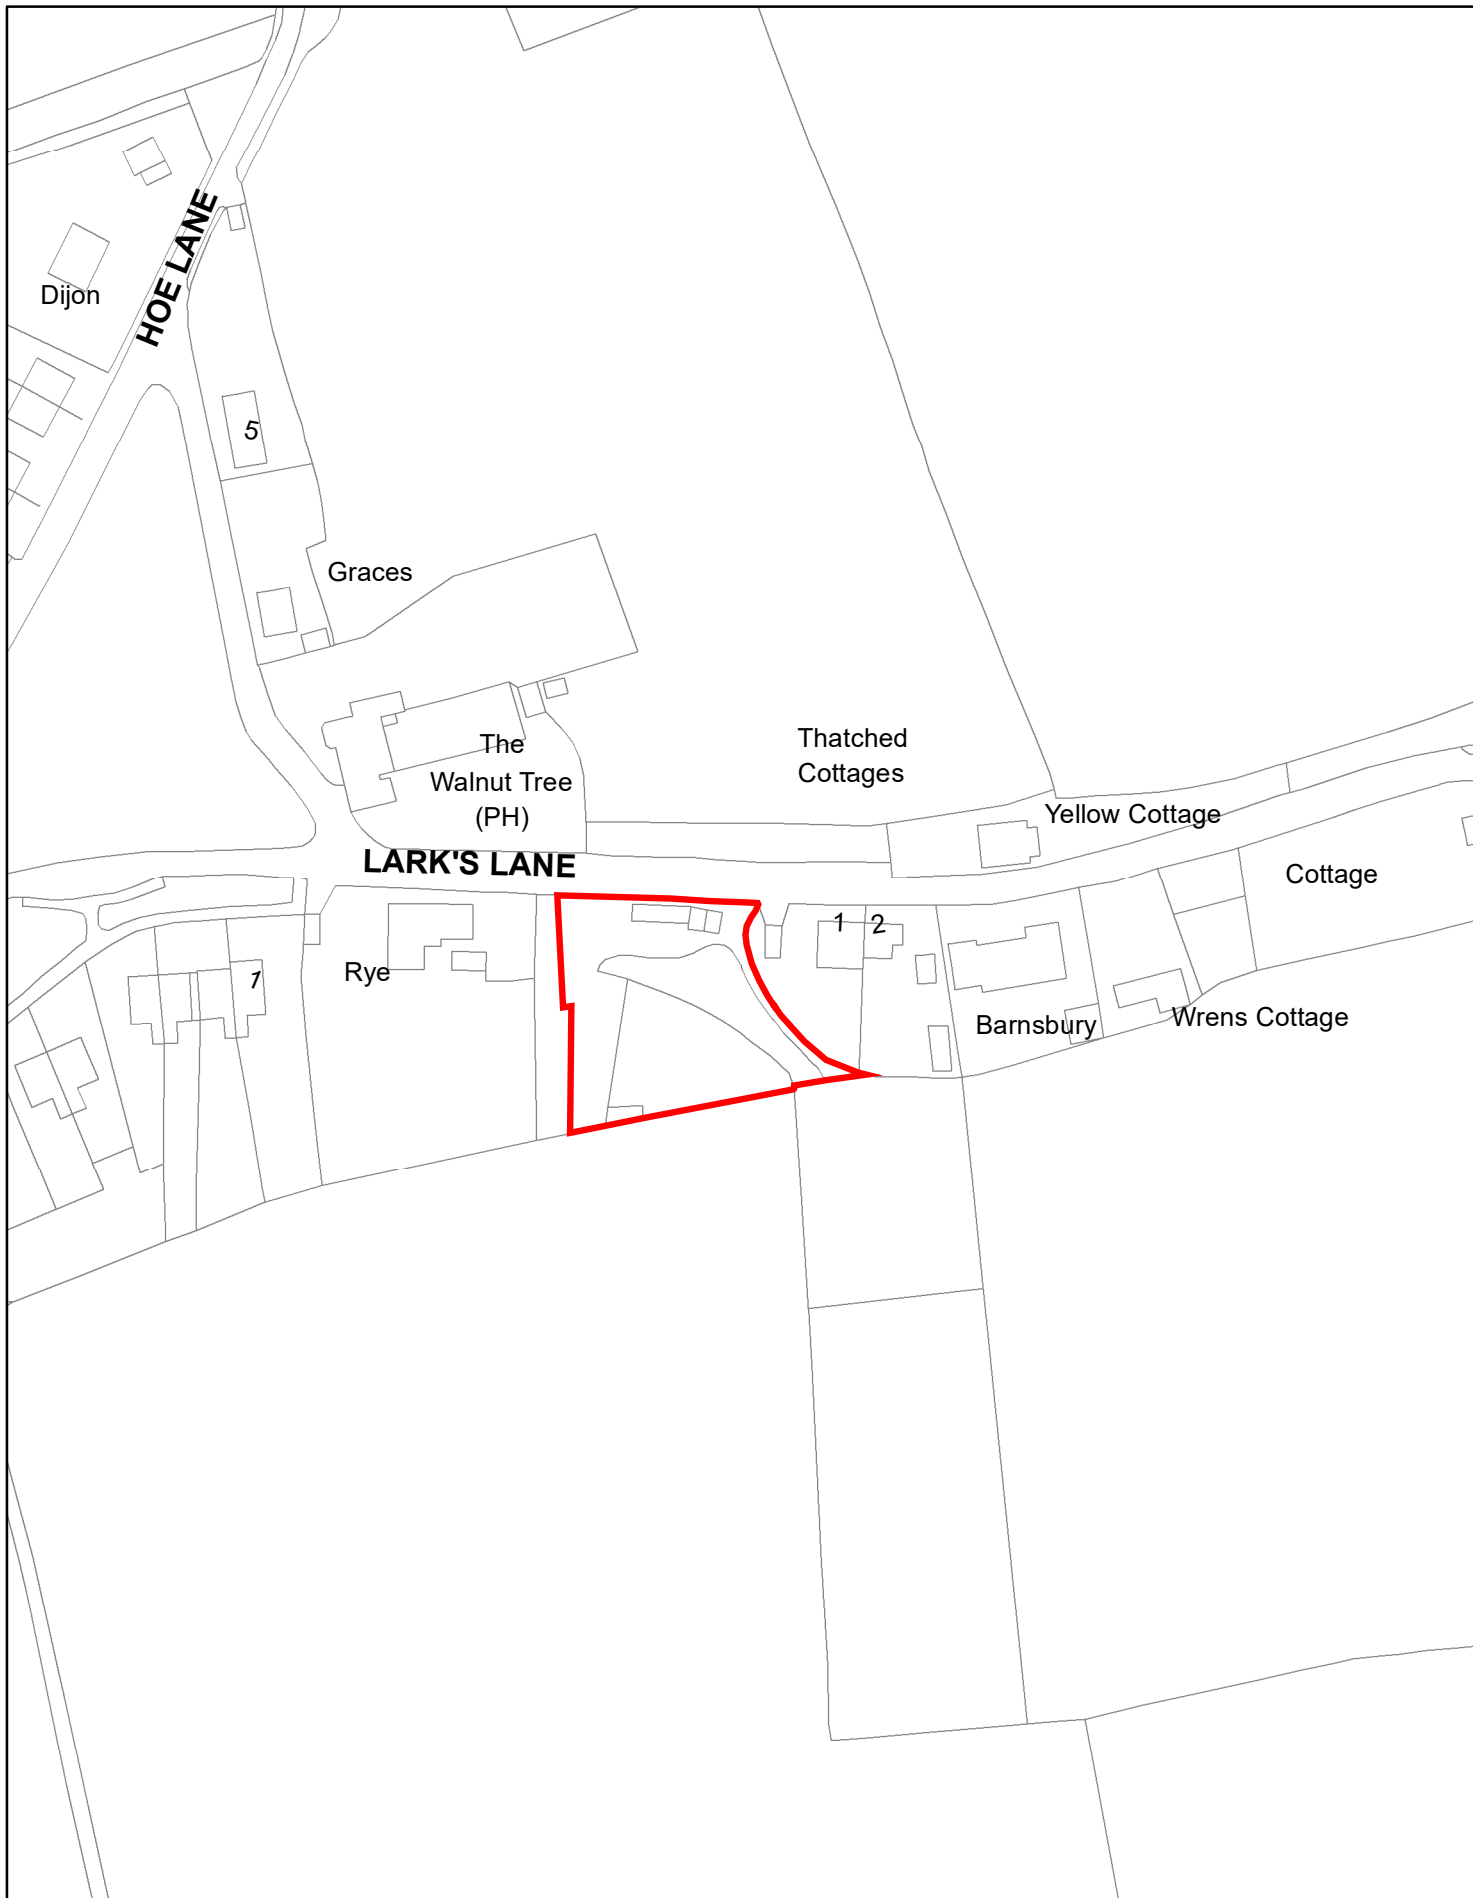 HOE LANE
Dijon
5
Graces
The
Walnut Tree
(PH)
Thatched
Cottages
Yellow Cottage
LARK'S LANE
Cottage
1
2
Rye
1
Barnsbury
Wrens Cottage